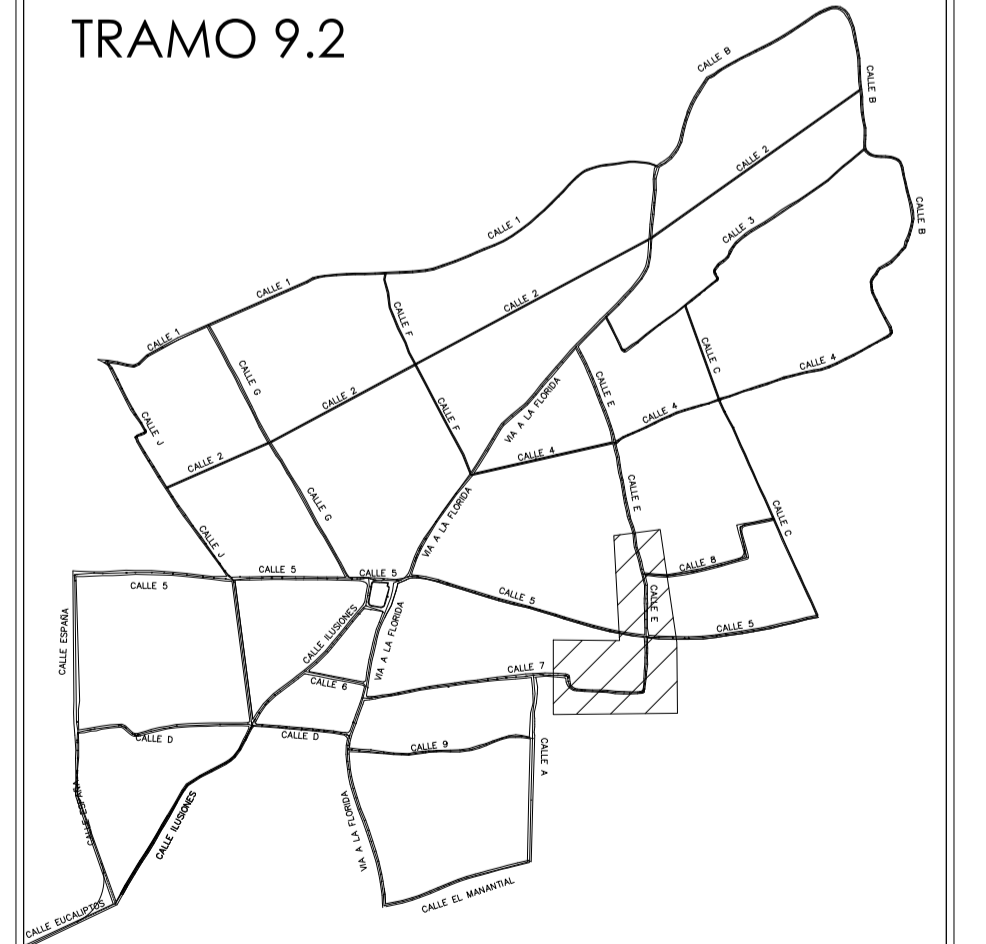 TRAMO 9.2
CALLE B
CALLE B
CALLE 2
CALLE B
CALLE 3
CALLE 1
CALLE 1
CALLE 2
CALLE F
CALLE 1
CALLE C
CALLE 4
CALLE G
CALLE E
CALLE 2
VIA A LA FLORIDA
CALLE F
CALLE 4
CALLE J
CALLE 4
CALLE 2
CALLE E
CALLE G
VIA A LA FLORIDA
CALLE C
CALLE J
CALLE 8
CALLE 5
CALLE 5
CALLE 5
CALLE 5
CALLE E
CALLE 5
CALLE ESPAÑA
CALLE ILUSIONES
VIA A LA FLORIDA
CALLE 7
CALLE 6
CALLE D
CALLE D
CALLE 9
CALLE A
CALLE ESPAÑA
CALLE ILUSIONES
VIA A LA FLORIDA
CALLE EL MANANTIAL
CALLE EUCALIPTOS